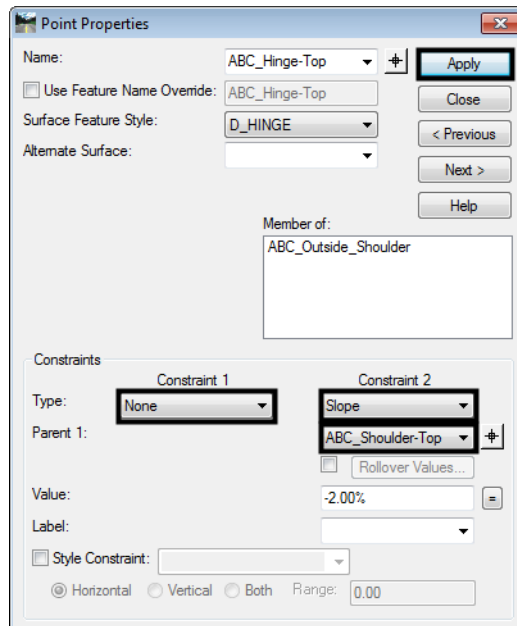 Point Properties
Name: ABC_Hinge-Top Apply
Use Feature Name Override: ABC_Hinge-Top Close
Surface Feature Style: D_HINGE < Previous
Alternate Surface: Next >
Help
Member of:
ABC_Outside_Shoulder
Constraints
Constraint 1 Constraint 2
Type: None Slope
Parent 1: ABC_Shoulder-Top
Rollover Values...
Value: -2.00% =
Label:
Style Constraint:
Horizontal Vertical Both Range: 0.00